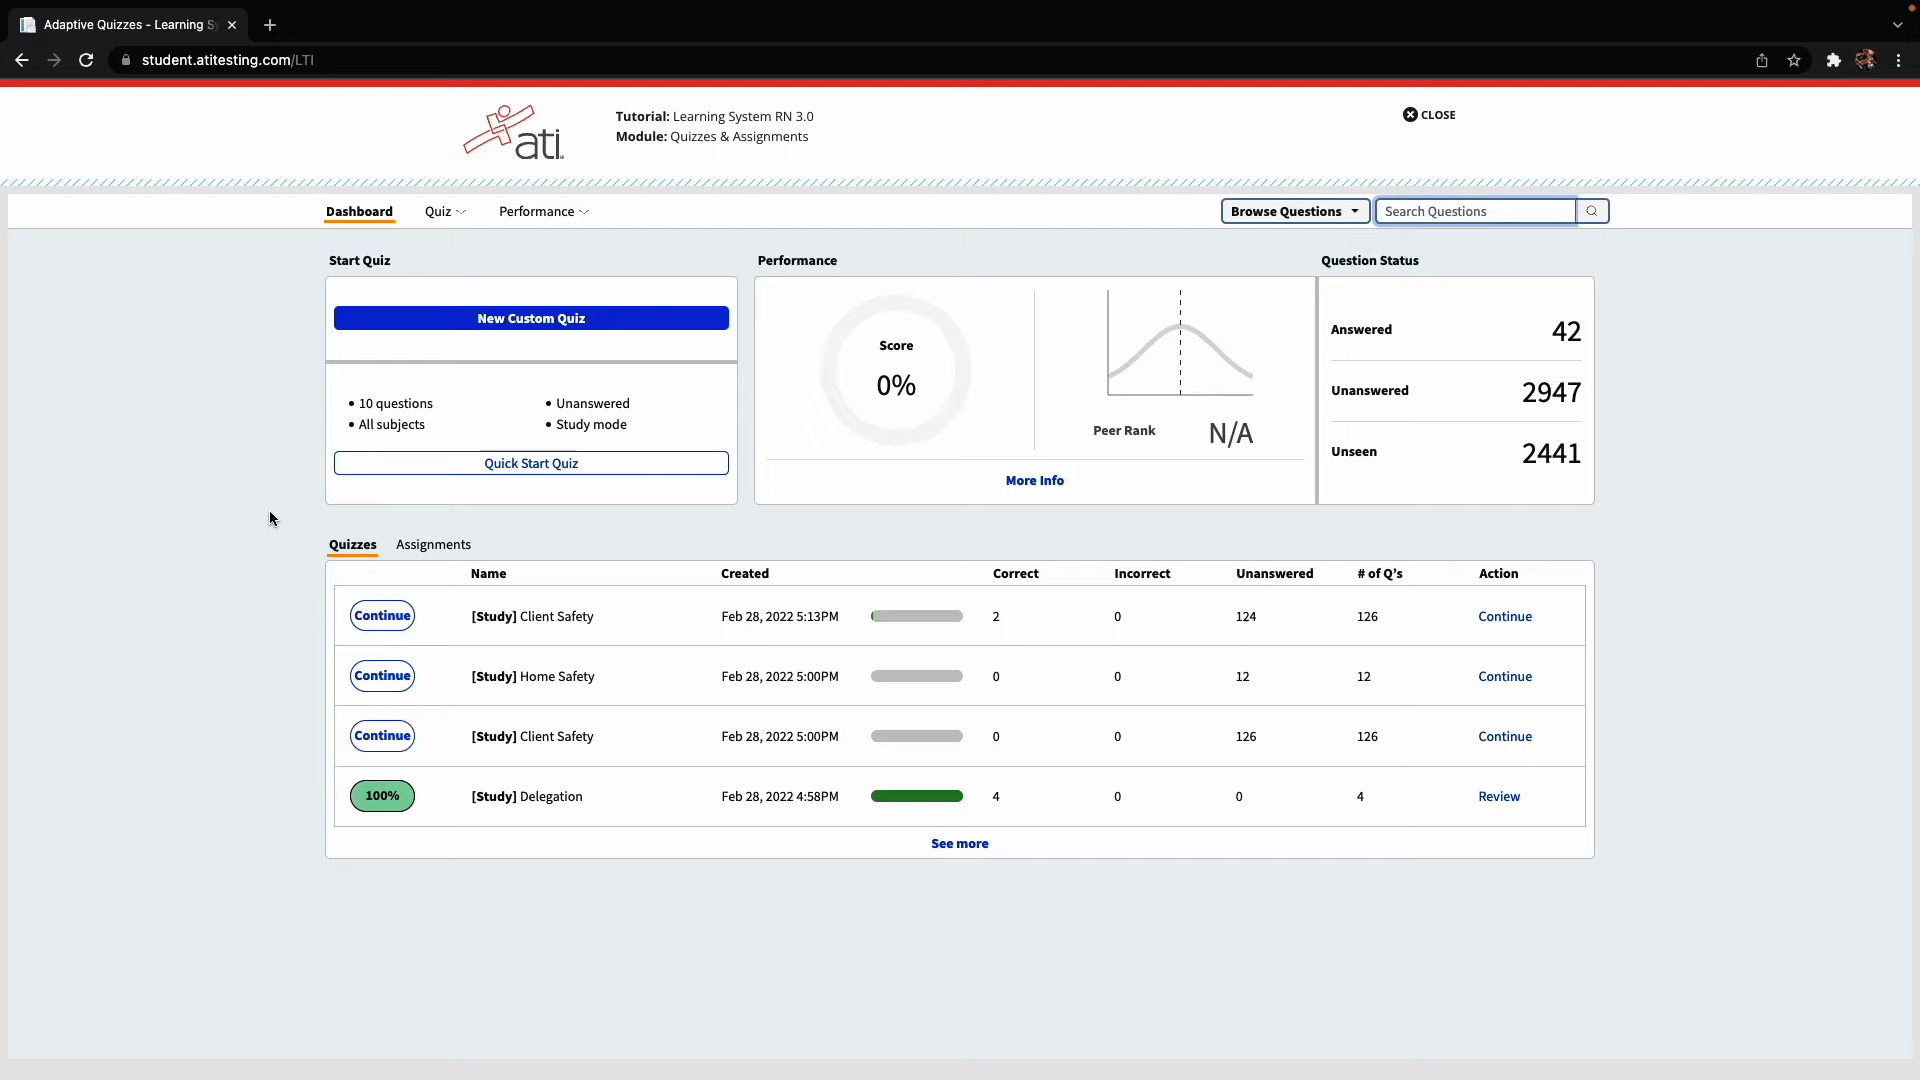 Adaptive Quizzes - Learning S
student.atitesting.com/LTI
ati
Tutorial: Learning System RN 3.0
Module: Quizzes & Assignments
CLOSE
Dashboard Quiz Performance Browse Questions Search Questions
Start Quiz
New Custom Quiz
• 10 questions
• All subjects
• Unanswered
• Study mode
Quick Start Quiz
Performance
Score
0%
Peer Rank N/A
More Info
Question Status
Answered 42
Unanswered 2947
Unseen 2441
Quizzes Assignments
Name Created Correct Incorrect Unanswered # of Q's Action
Continue [Study] Client Safety Feb 28, 2022 5:13PM 2 0 124 126 Continue
Continue [Study] Home Safety Feb 28, 2022 5:00PM 0 0 12 12 Continue
Continue [Study] Client Safety Feb 28, 2022 5:00PM 0 0 126 126 Continue
100% [Study] Delegation Feb 28, 2022 4:58PM 4 0 0 4 Review
See more